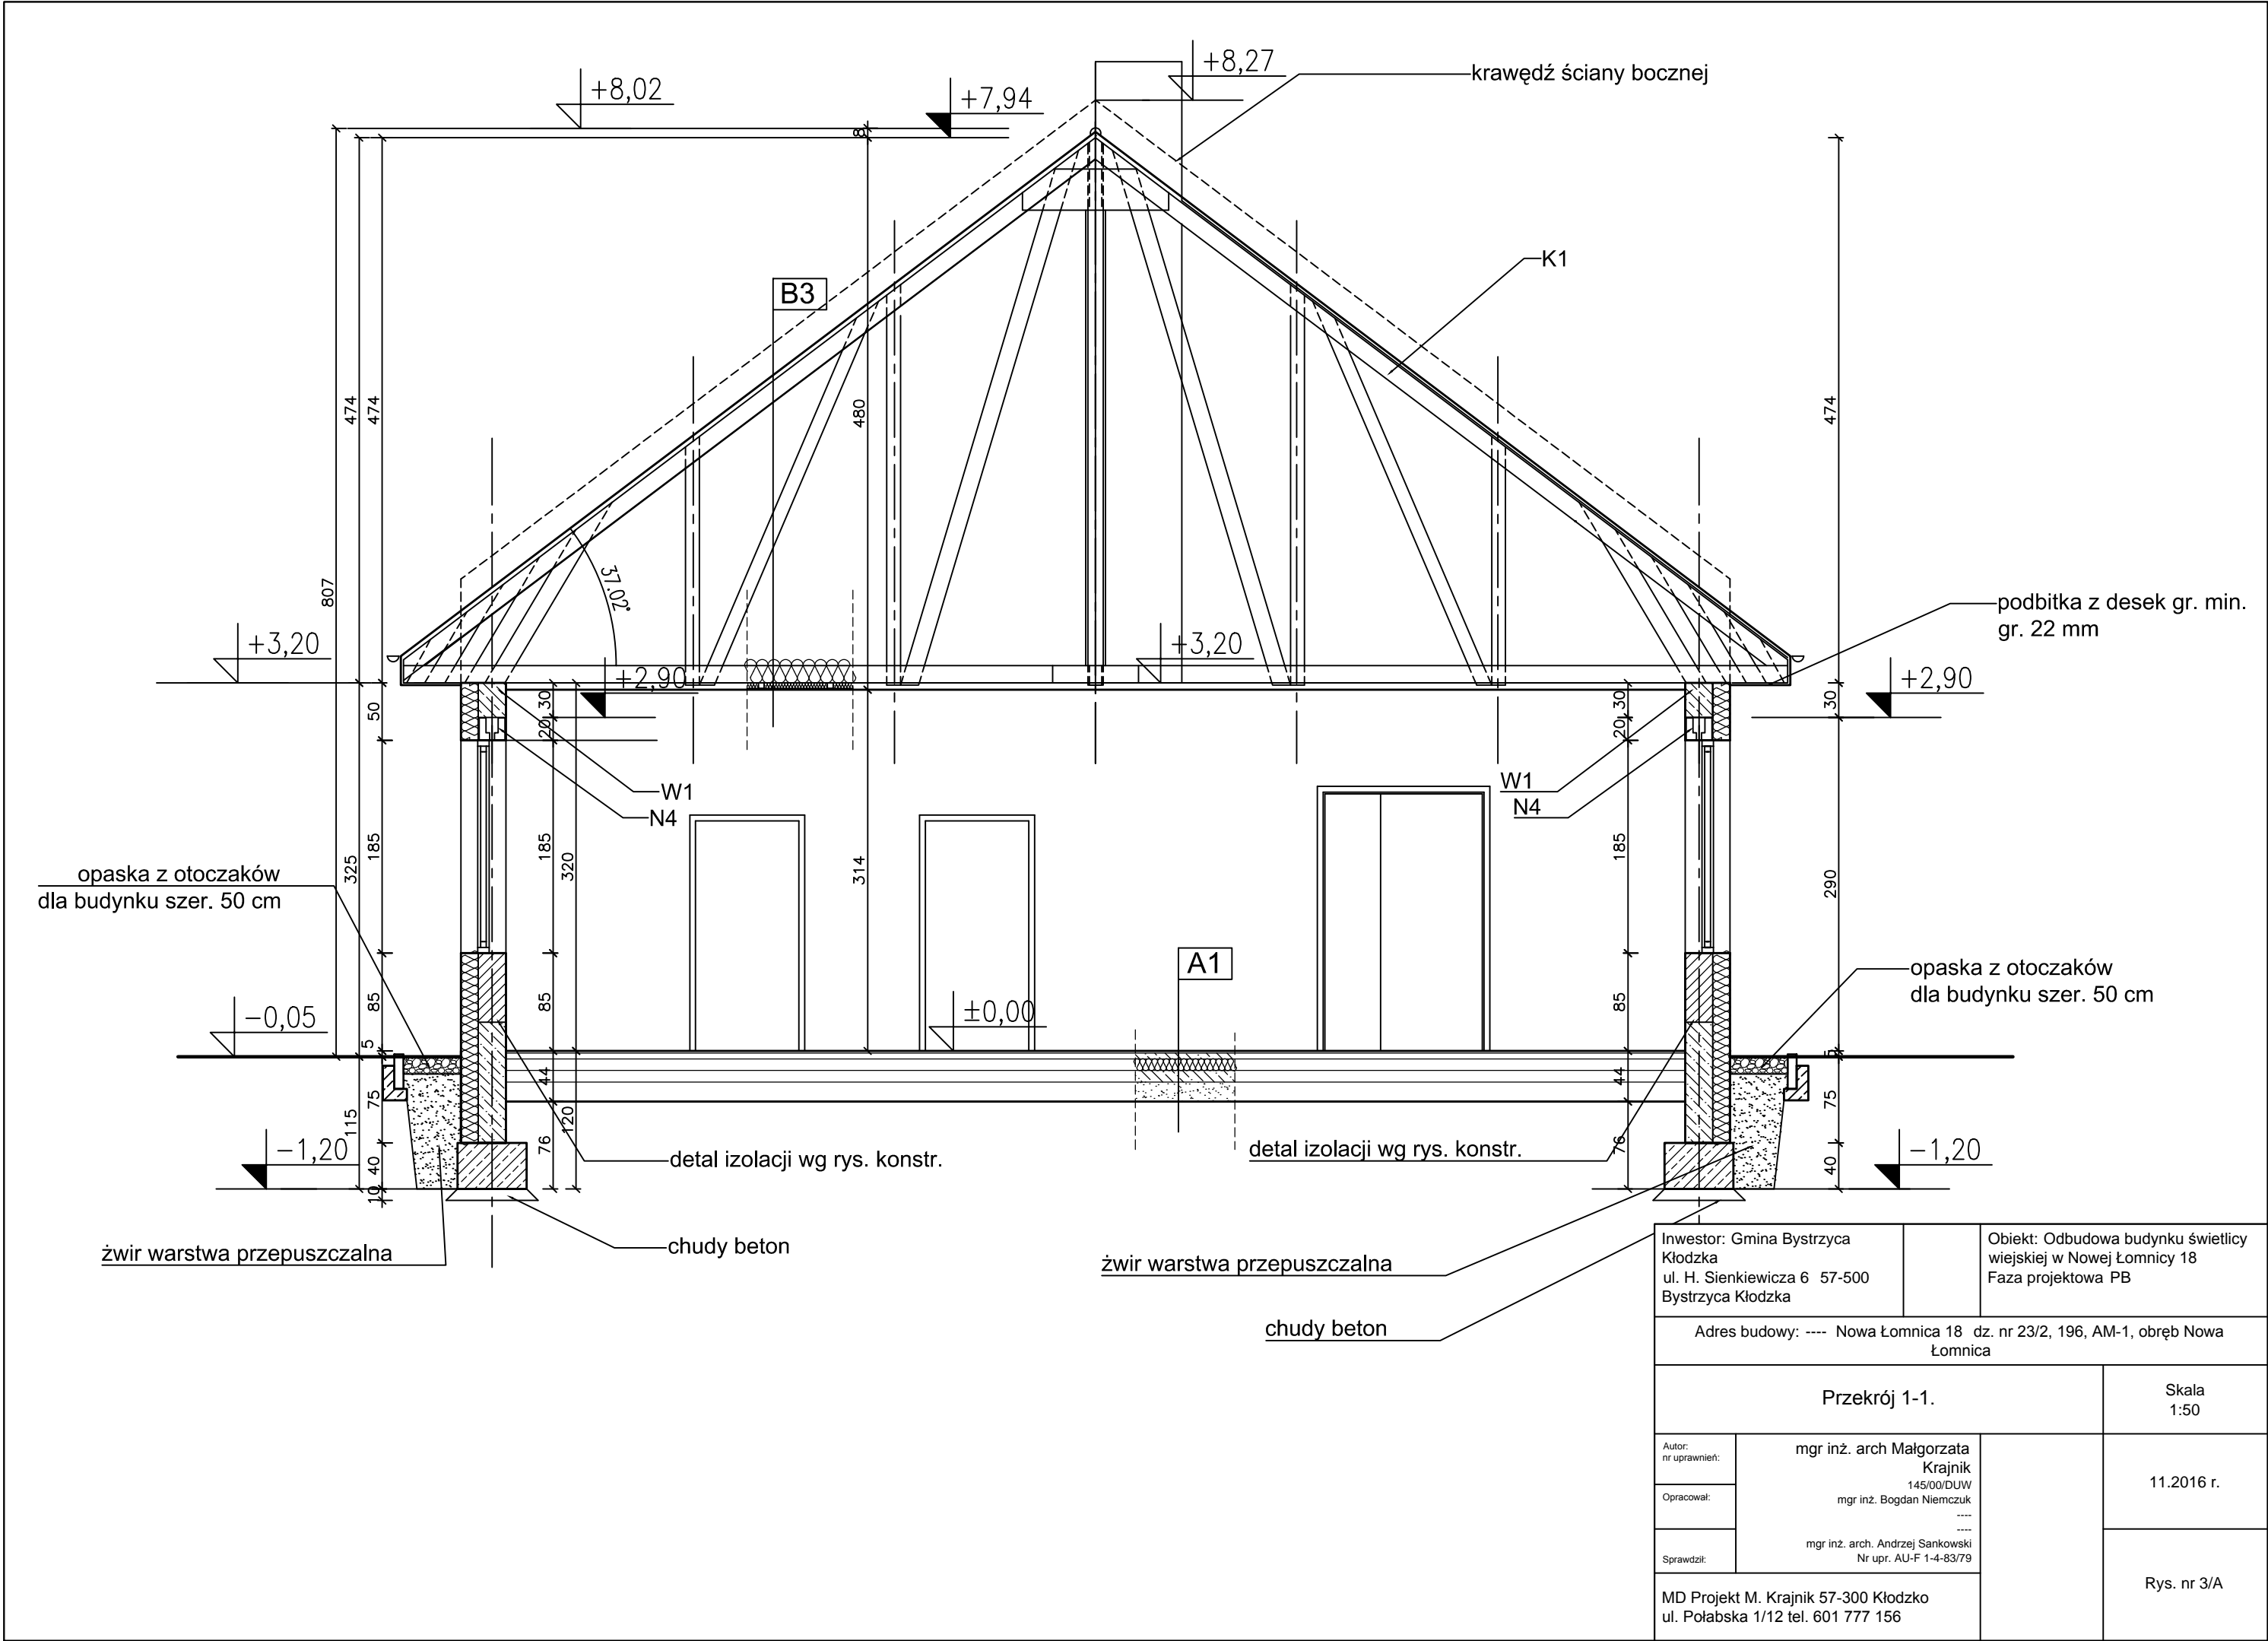 +8,27
krawędź ściany bocznej
+8,02
+7,94
8
K1
B3
474
474
480
474
807
37.02°
podbitka z desek gr. min.
gr. 22 mm
+3,20
+3,20
+2,90
+2,90
50
30
20
30
20
30
W1
N4
W1
N4
185
185
320
325
314
185
290
opaska z otoczaków
dla budynku szer. 50 cm
A1
opaska z otoczaków
dla budynku szer. 50 cm
85
85
85
-0,05
±0,00
5
5
44
44
75
115
120
75
76
76
-1,20
-1,20
40
40
10
detal izolacji wg rys. konstr.
detal izolacji wg rys. konstr.
żwir warstwa przepuszczalna
chudy beton
żwir warstwa przepuszczalna
chudy beton
Inwestor: Gmina Bystrzyca
Kłodzka
ul. H. Sienkiewicza 6 57-500
Bystrzyca Kłodzka
Obiekt: Odbudowa budynku świetlicy
wiejskiej w Nowej Łomnicy 18
Faza projektowa PB
Adres budowy: ---- Nowa Łomnica 18 dz. nr 23/2, 196, AM-1, obręb Nowa
Łomnica
Przekrój 1-1.
Skala
1:50
Autor:
nr uprawnień:
mgr inż. arch Małgorzata
Krajnik
145/00/DUW
Opracował:
mgr inż. Bogdan Niemczuk
----
----
Sprawdził:
mgr inż. arch. Andrzej Sankowski
Nr upr. AU-F 1-4-83/79
11.2016 r.
Rys. nr 3/A
MD Projekt M. Krajnik 57-300 Kłodzko
ul. Połabska 1/12 tel. 601 777 156